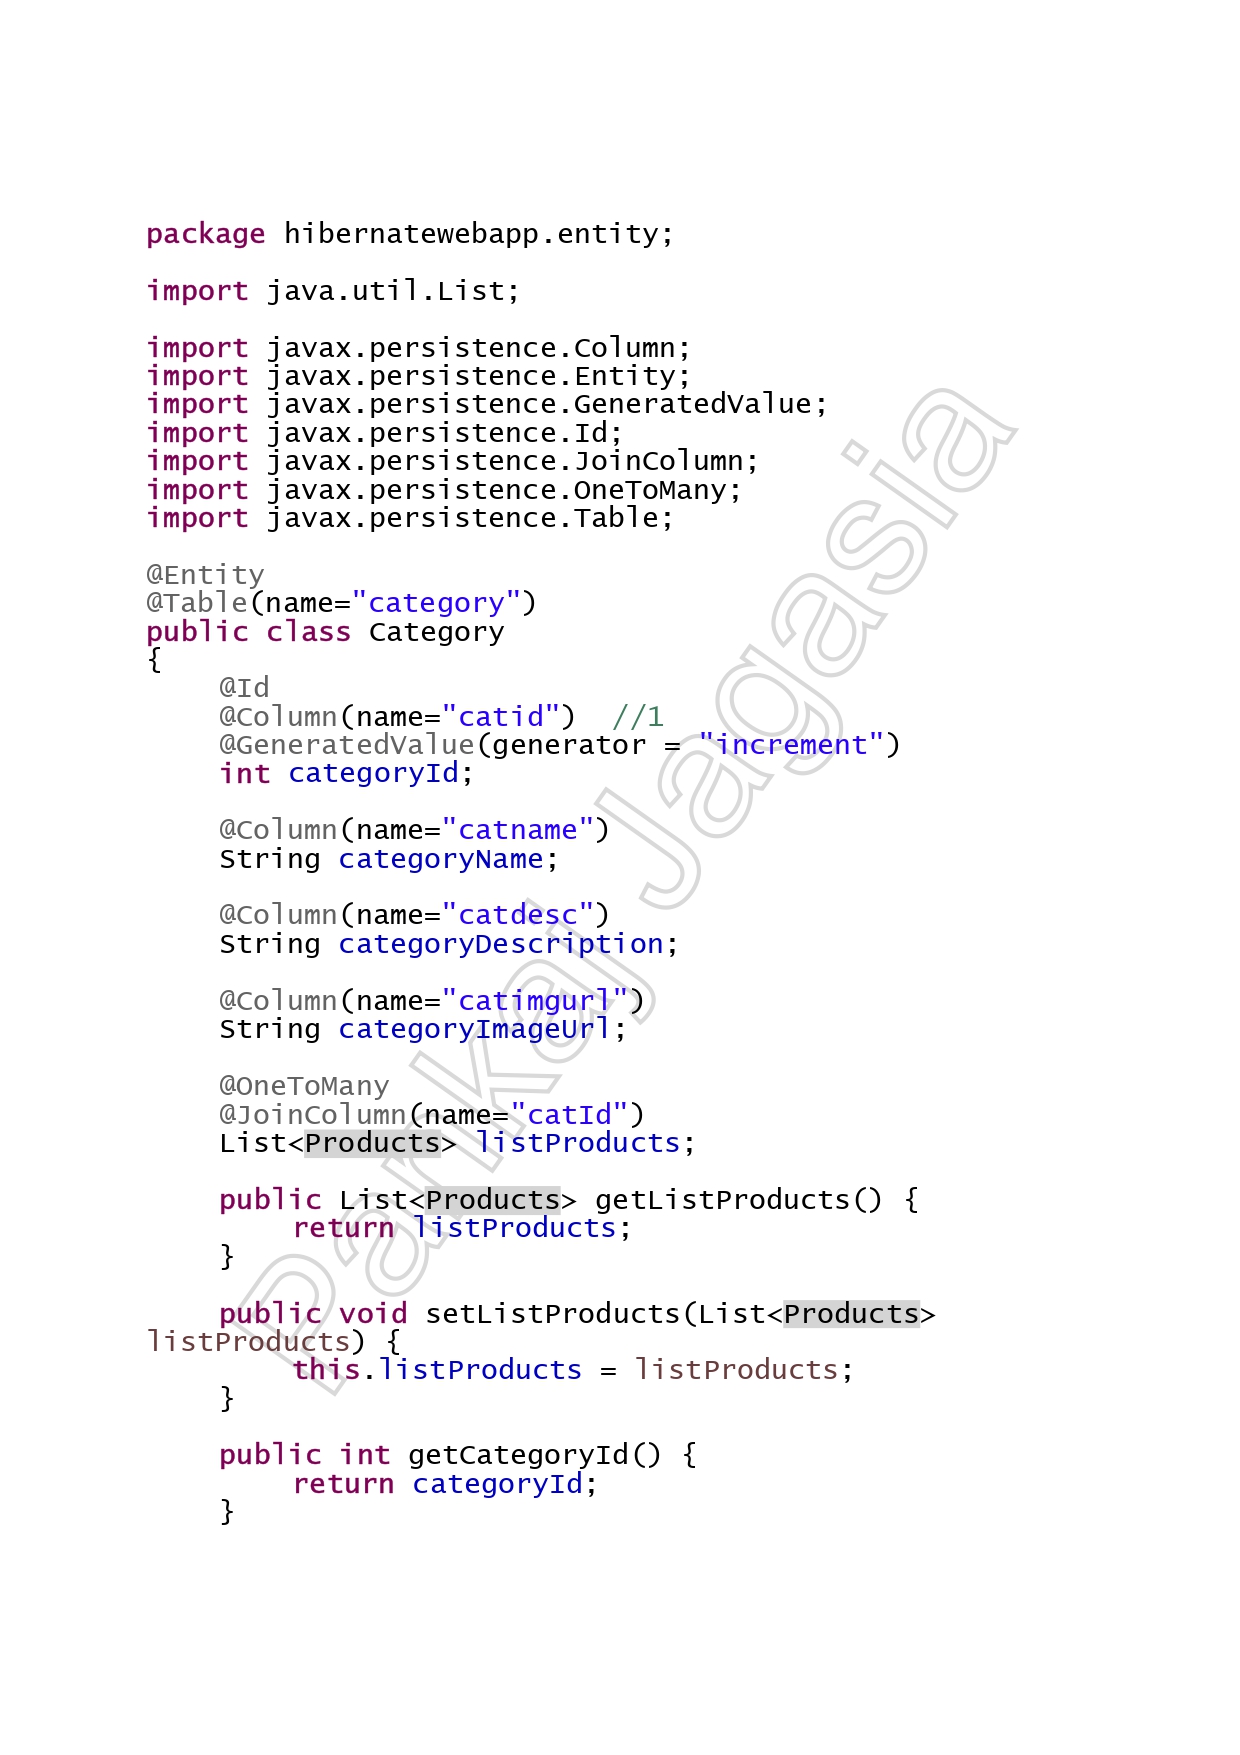 package hibernatewebapp.entity;
import java.util.List;
import javax.persistence.Column;
import javax.persistence.Entity;
import javax.persistence.GeneratedValue;
import javax.persistence.Id;
import javax.persistence.JoinColumn;
import javax.persistence.OneToMany;
import javax.persistence.Table;
@Entity
@Table(name="category")
public class Category
{
@Id
@Column(name="catid")  //1
@GeneratedValue(generator = "increment")
int categoryId;
@Column(name="catname")
String categoryName;
@Column(name="catdesc")
String categoryDescription;
@Column(name="catimgurl")
String categoryImageUrl;
@OneToMany
@JoinColumn(name="catId")
List<Products> listProducts;
public List<Products> getListProducts() {
return listProducts;
}
public void setListProducts(List<Products>
listProducts) {
this.listProducts = listProducts;
}
public int getCategoryId() {
return categoryId;
}
Pankaj Jagasia